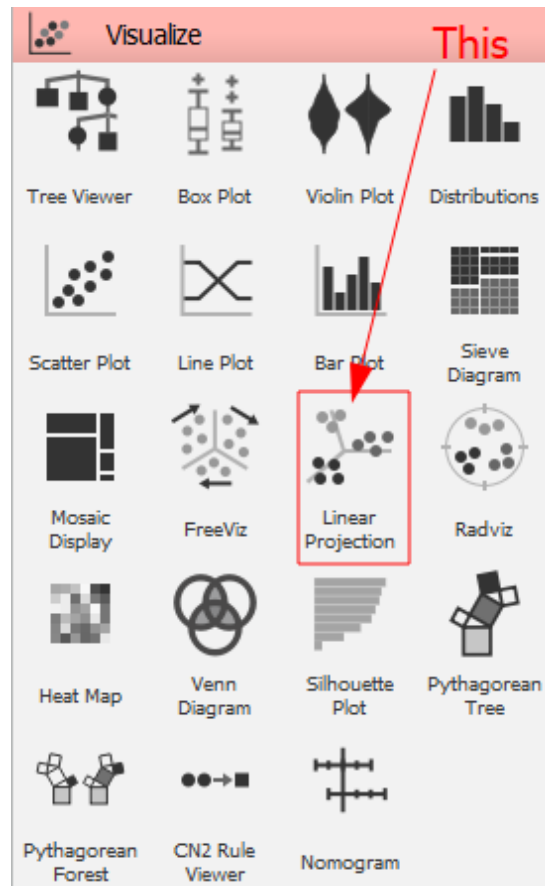 Visualize
This
Tree Viewer
Box Plot
Violin Plot
Distributions
Scatter Plot
Line Plot
Bar Plot
Sieve
Diagram
Mosaic
Display
FreeViz
Linear
Projection
Radviz
Heat Map
Venn
Diagram
Silhouette
Plot
Pythagorean
Tree
Pythagorean
Forest
CN2 Rule
Viewer
Nomogram